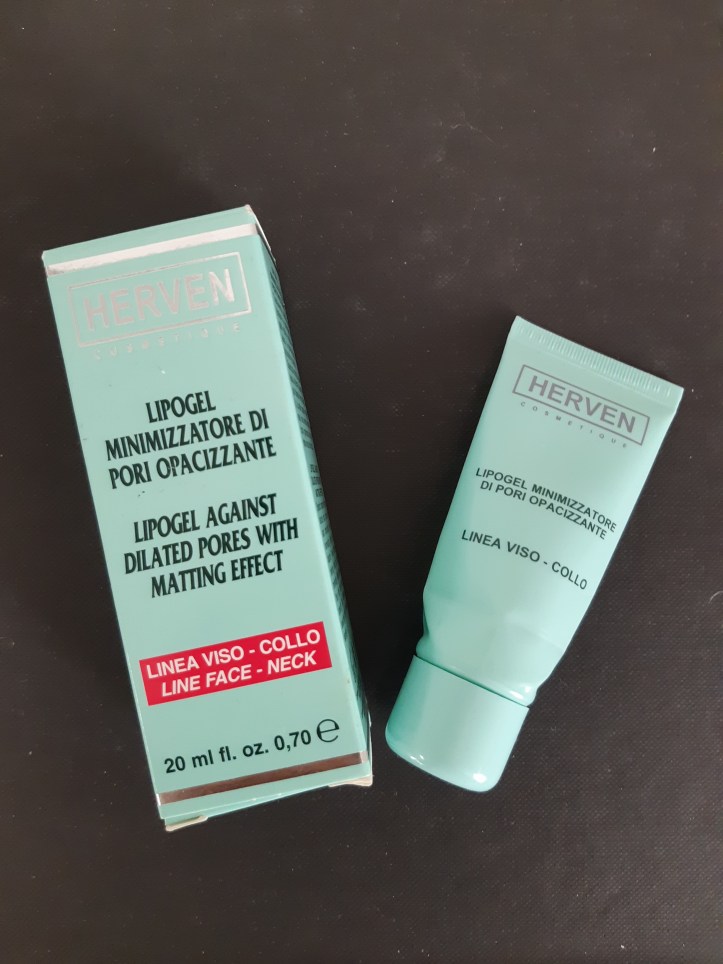 HERVEN
cosmetique
LIPOGEL
MINIMIZZATORE DI
PORI OPACIZZANTE
LIPOGEL AGAINST
DILATED PORES WITH
MATTING EFFECT
LINEA VISO - COLLO
LINE FACE - NECK
20 ml fl. oz. 0,70 ℮
HERVEN
COSMETIQUE
LIPOGEL MINIMIZZATORE
DI PORI OPACIZZANTE
LINEA VISO - COLLO